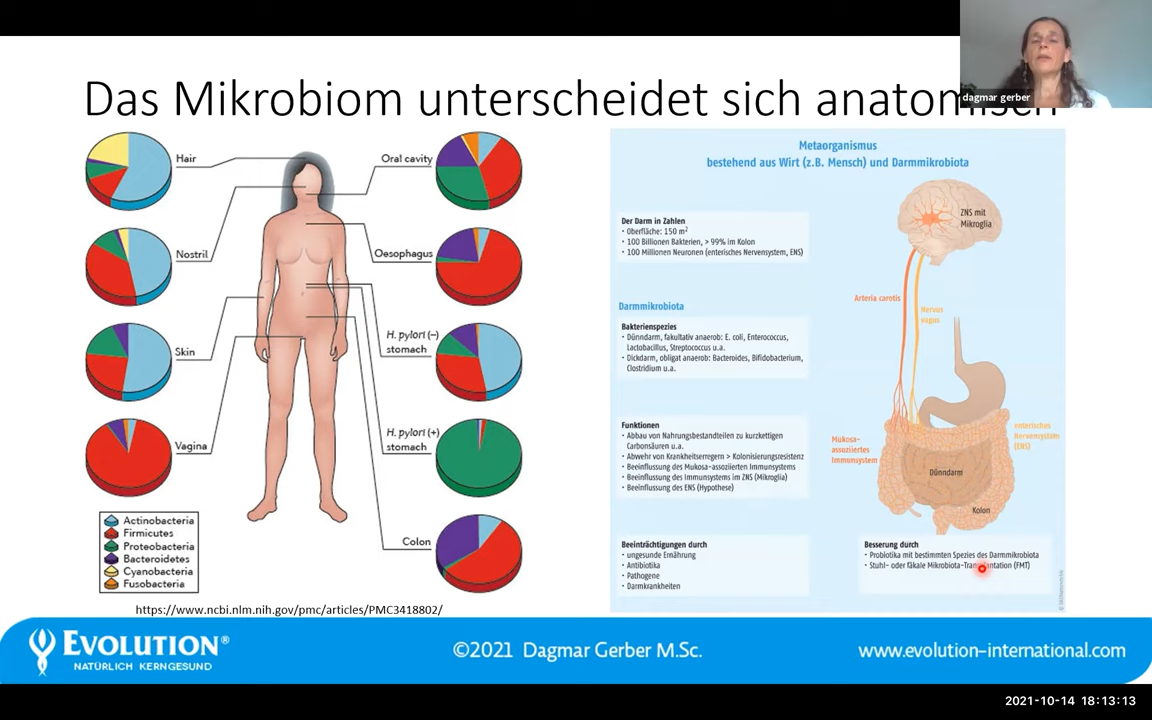 dagmar gerber
Das Mikrobiom unterscheidet sich anatomisch
Hair
Nostril
Skin
Vagina
Oral cavity
Oesophagus
H. pylori (–)
stomach
H. pylori (+)
stomach
Colon
Actinobacteria
Firmicutes
Proteobacteria
Bacteroidetes
Cyanobacteria
Fusobacteria
https://www.ncbi.nlm.nih.gov/pmc/articles/PMC3418802/
Metaorganismus
bestehend aus Wirt (z.B. Mensch) und Darmmikrobiota
Der Darm in Zahlen
• Oberfläche: 150 m²
• 100 Billionen Bakterien, > 99% im Kolon
• 100 Millionen Neuronen (enterisches Nervensystem, ENS)
Darmmikrobiota
Bakterienspezies
• Dünndarm, fakultativ anaerob: E. coli, Enterococcus,
Lactobacillus, Streptococcus u.a.
• Dickdarm, obligat anaerob: Bacteroides, Bifidobacterium,
Clostridium u.a.
Funktionen
• Abbau von Nahrungsbestandteilen zu kurzkettigen
Carbonsäuren u.a.
• Abwehr von Krankheitserregern > Kolonisierungsresistenz
• Beeinflussung des Mukosa-assoziierten Immunsystems
• Beeinflussung des Immunsystems im ZNS (Mikroglia)
• Beeinflussung des ENS (Hypothese)
Beeinträchtigungen durch
• ungesunde Ernährung
• Antibiotika
• Pathogene
• Darmkrankheiten
ZNS mit
Mikroglia
Arteria carotis
Nervus
vagus
Mukosa-
assoziiertes
Immunsystem
enterisches
Nervensystem
(ENS)
Dünndarm
Kolon
Besserung durch
• Probiotika mit bestimmten Spezies des Darmmikrobiota
• Stuhl- oder fäkale Mikrobiota-Transplantation (FMT)
EVOLUTION®
NATÜRLICH KERNGESUND
©2021 Dagmar Gerber M.Sc.
www.evolution-international.com
2021-10-14 18:13:13